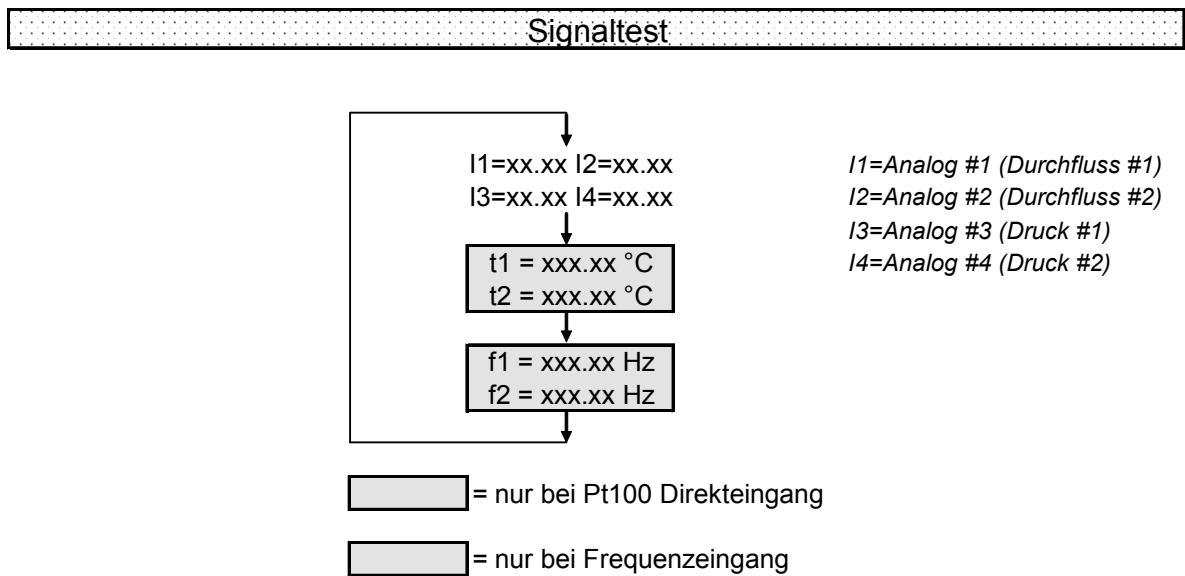 Signaltest
I1=xx.xx I2=xx.xx
I3=xx.xx I4=xx.xx
t1 = xxx.xx °C
t2 = xxx.xx °C
f1 = xxx.xx Hz
f2 = xxx.xx Hz
I1=Analog #1 (Durchfluss #1)
I2=Analog #2 (Durchfluss #2)
I3=Analog #3 (Druck #1)
I4=Analog #4 (Druck #2)
= nur bei Pt100 Direkteingang
= nur bei Frequenzeingang